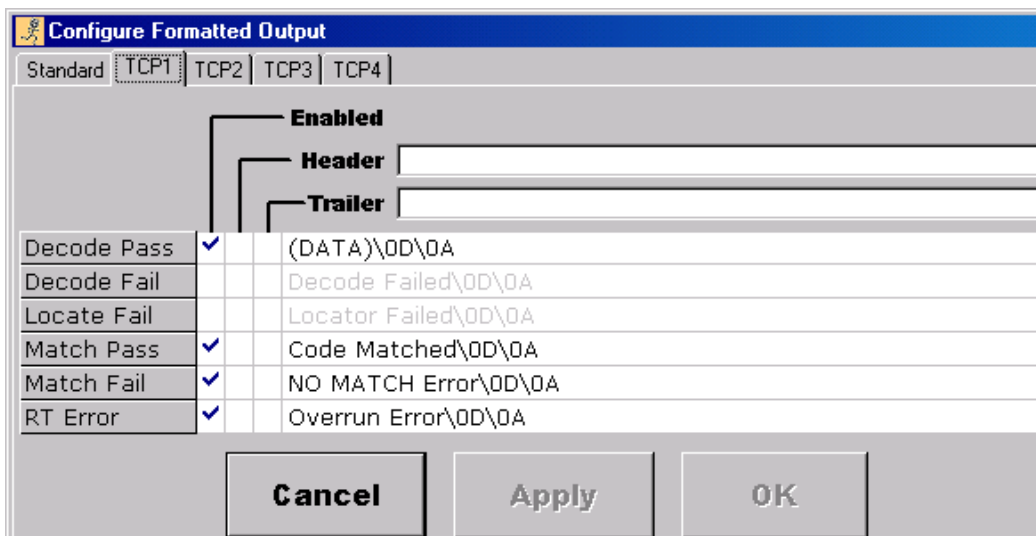 Configure Formatted Output
Standard TCP1 TCP2 TCP3 TCP4
Enabled
Header
Trailer
Decode Pass (DATA)\0D\0A
Decode Fail Decode Failed\0D\0A
Locate Fail Locator Failed\0D\0A
Match Pass Code Matched\0D\0A
Match Fail NO MATCH Error\0D\0A
RT Error Overrun Error\0D\0A
Cancel Apply OK